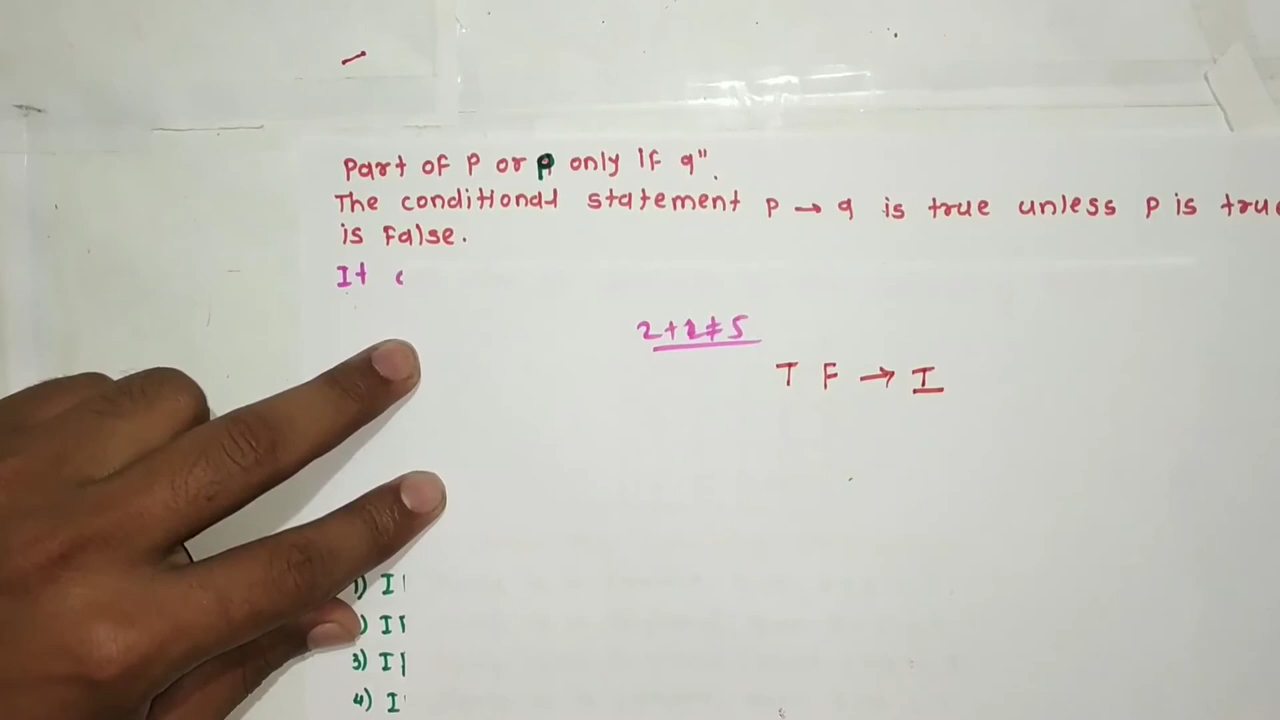 Part of P or P only if q".
The conditional statement P → q is true unless P is true
is False.
It
2+2≠5
T F → I
1) I
) I
3) I
4) I